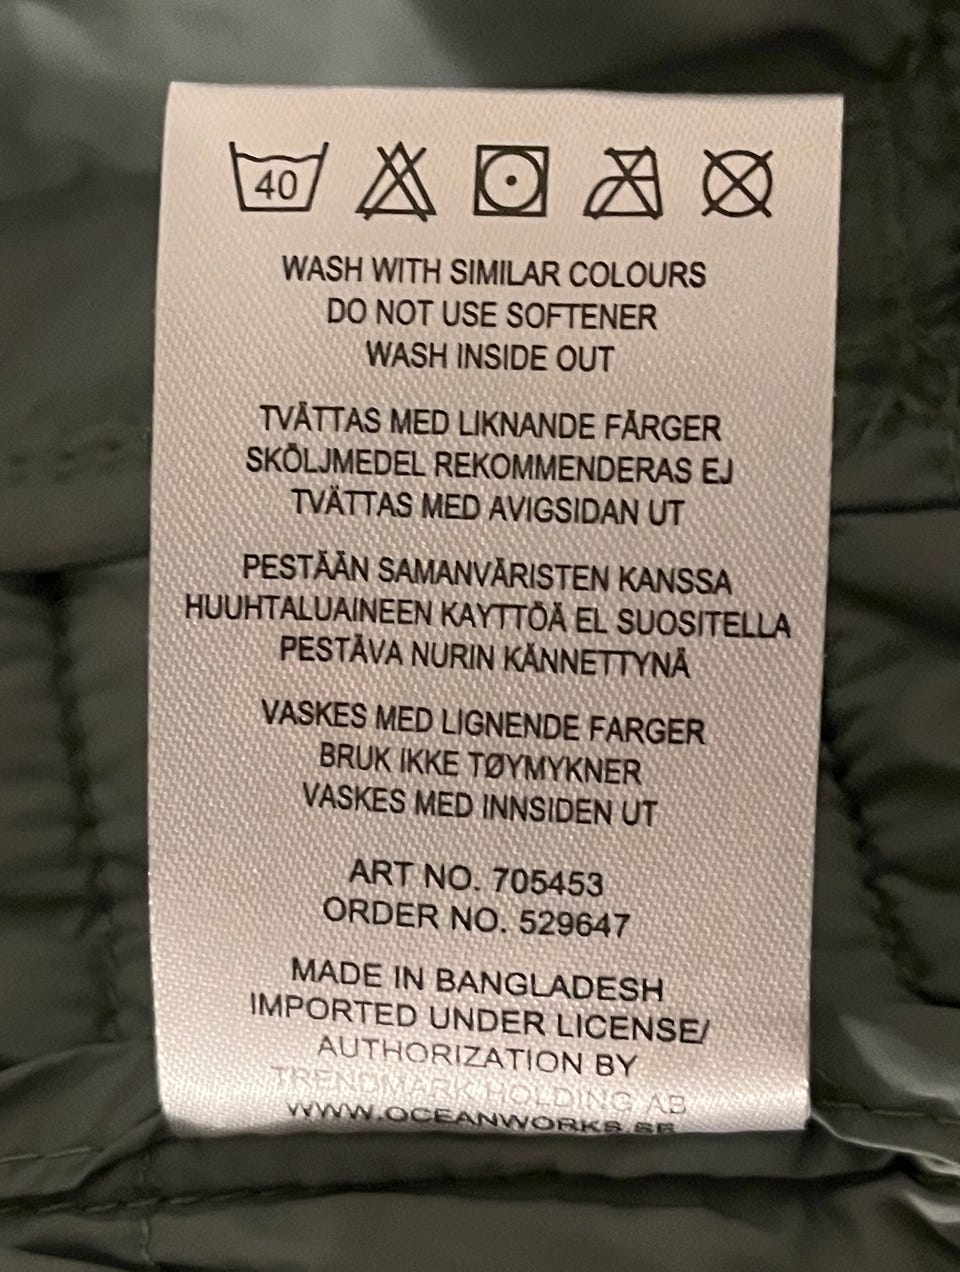 40
WASH WITH SIMILAR COLOURS
DO NOT USE SOFTENER
WASH INSIDE OUT
TVÄTTAS MED LIKNANDE FÄRGER
SKÖLJMEDEL REKOMMENDERAS EJ
TVÄTTAS MED AVIGSIDAN UT
PESTÄÄN SAMANVÄRISTEN KANSSA
HUUHTALUAINEEN KAYTTÖÄ EL SUOSITELLA
PESTÄVA NURIN KÄNNETTYNÄ
VASKES MED LIGNENDE FARGER
BRUK IKKE TØYMYKNER
VASKES MED INNSIDEN UT
ART NO. 705453
ORDER NO. 529647
MADE IN BANGLADESH
IMPORTED UNDER LICENSE/
AUTHORIZATION BY
TRENDMARK HOLDING AB
WWW.OCEANWORKS.SE